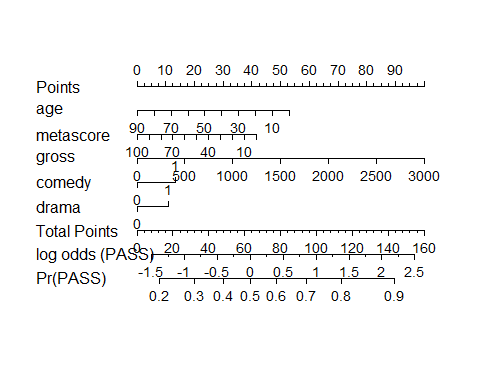 0 10 20 30 40 50 60 70 80 90
Points
age
90 70 50 30 10
metascore
100 70 40 10
gross
0 500 1000 1500 2000 2500 3000
1
comedy
0
1
drama
0
Total Points
0 20 40 60 80 100 120 140 160
log odds (PASS)
-1.5 -1 -0.5 0 0.5 1 1.5 2 2.5
Pr(PASS)
0.2 0.3 0.4 0.5 0.6 0.7 0.8 0.9